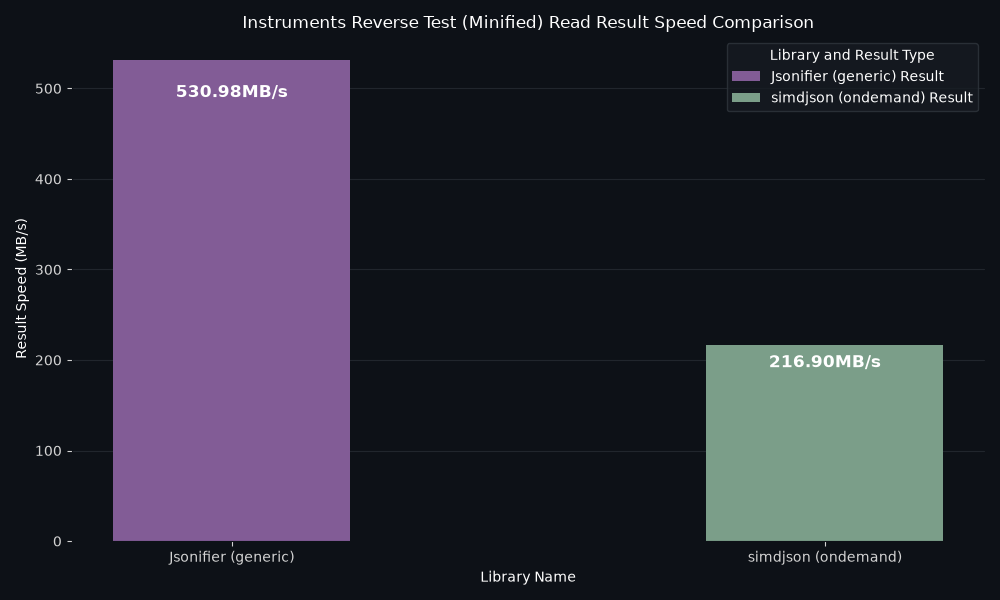 Instruments Reverse Test (Minified) Read Result Speed Comparison
Library and Result Type
Jsonifier (generic) Result
simdjson (ondemand) Result
530.98MB/s
216.90MB/s
Result Speed (MB/s)
500
400
300
200
100
0
Jsonifier (generic)
simdjson (ondemand)
Library Name